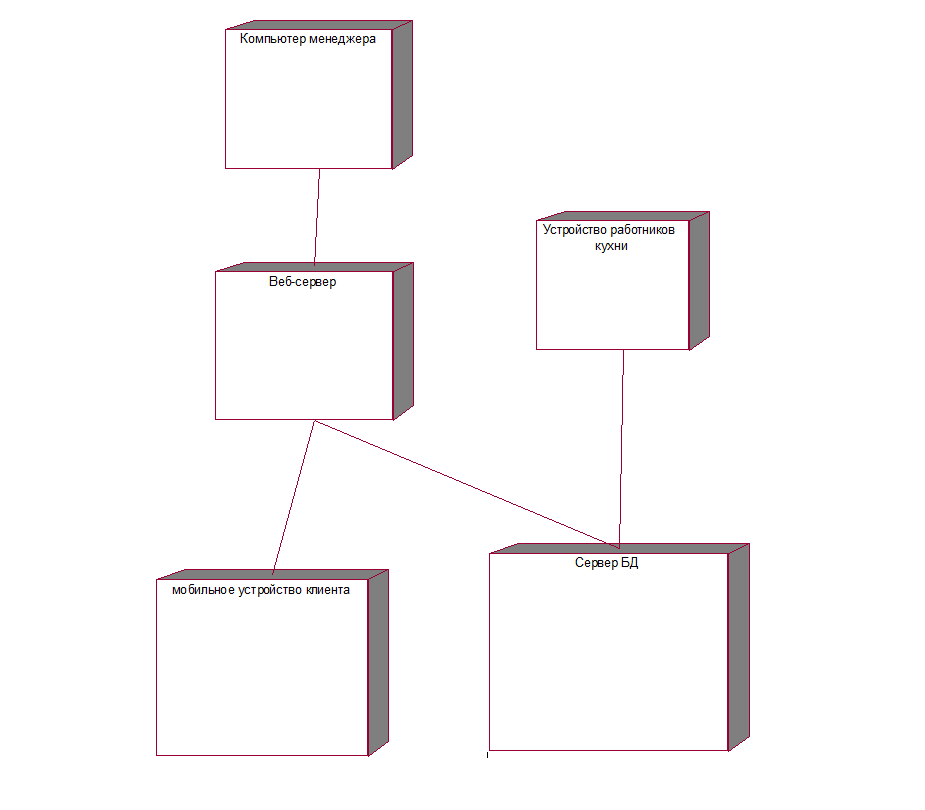 Компьютер менеджера
Устройство работников
кухни
Веб-сервер
Сервер БД
мобильное устройство клиента